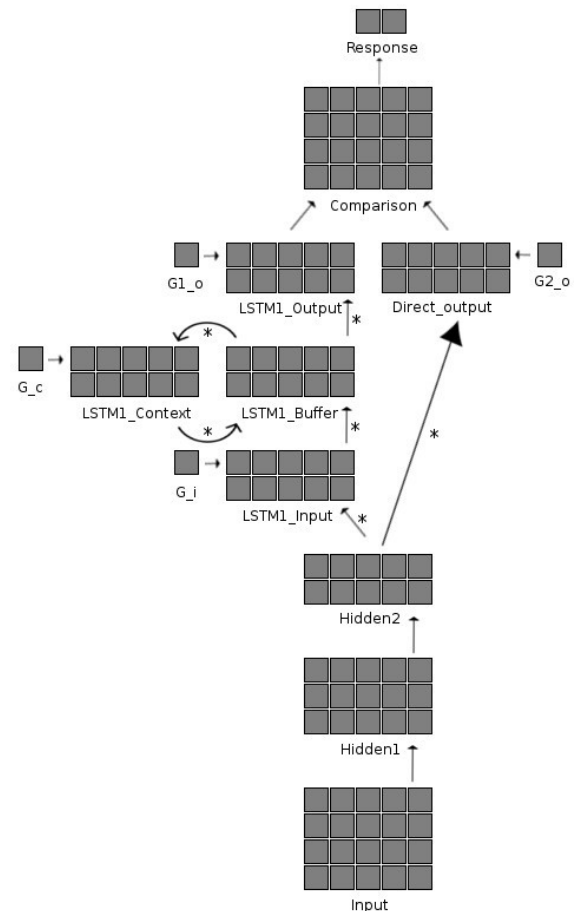 Response
Comparison
G1_o
LSTM1_Output
*
Direct_output
G2_o
*
G_c
LSTM1_Context
LSTM1_Buffer
*
*
*
G_i
LSTM1_Input
*
Hidden2
Hidden1
Input